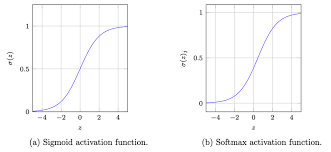 1
0.5
0
σ(z)
−4 −2 0 2 4
z
(a) Sigmoid activation function.
1
0.5
0
σ(z)j
−4 −2 0 2 4
z
(b) Softmax activation function.